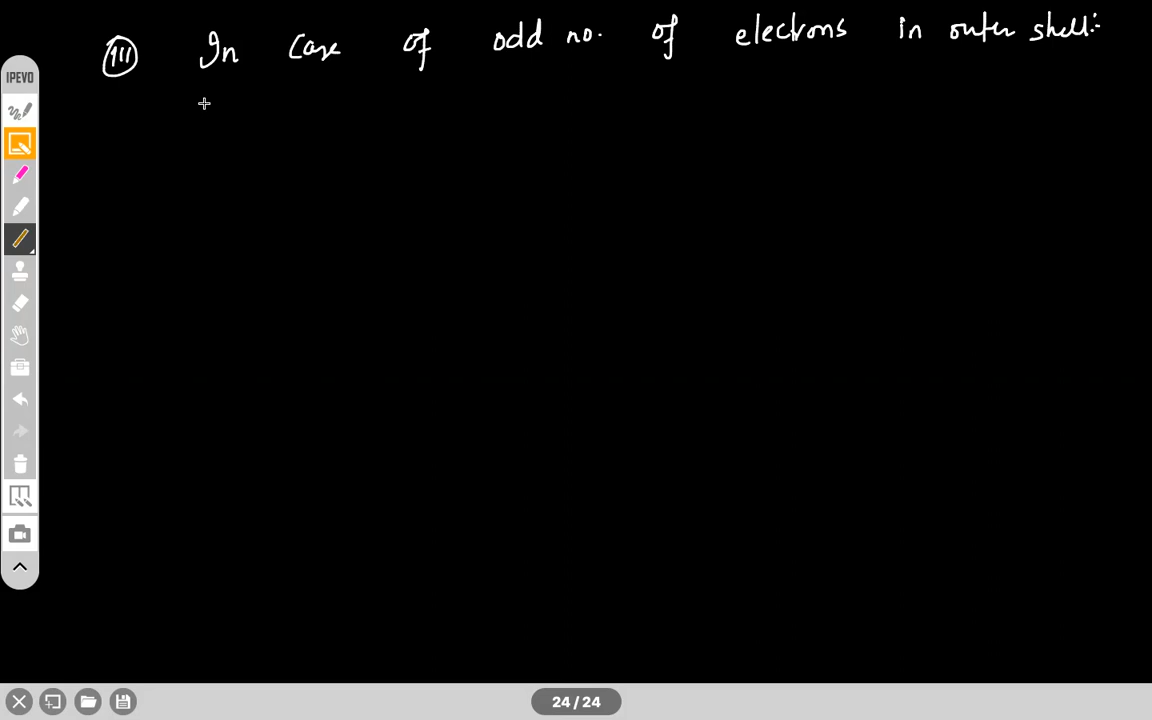 (iii) In Case of odd no. of electrons in outer shell:-
IPEVO
24 / 24